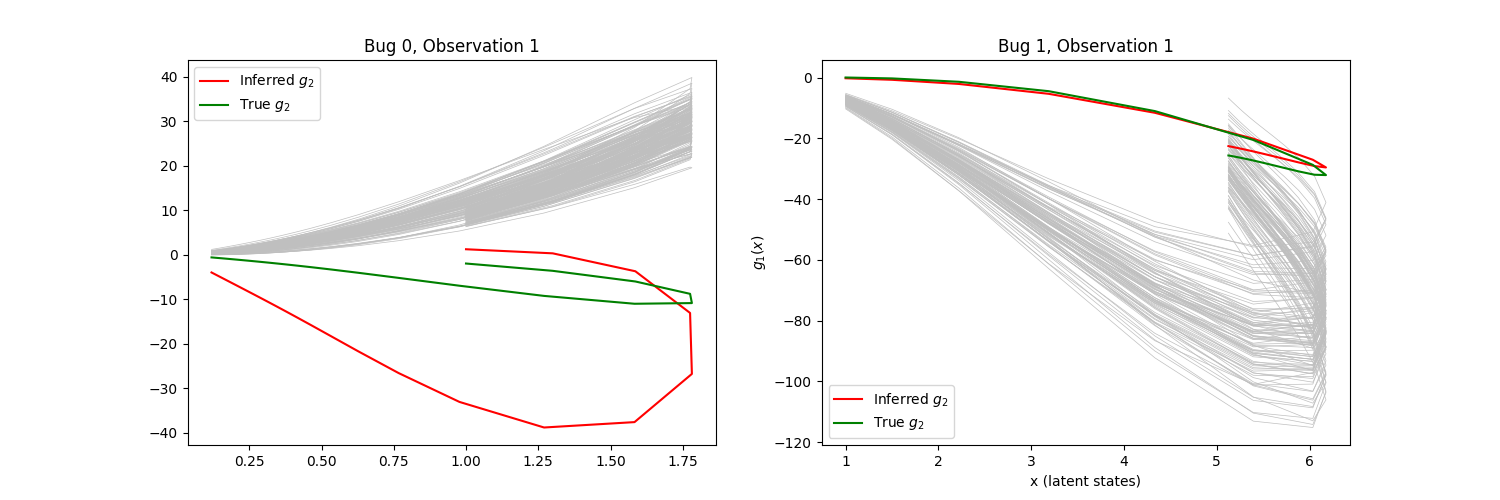 Bug 0, Observation 1
Inferred g₂
True g₂
40
30
20
10
0
−10
−20
−30
−40
0.25 0.50 0.75 1.00 1.25 1.50 1.75
Bug 1, Observation 1
g₁(x)
0
−20
−40
−60
−80
−100
−120
Inferred g₂
True g₂
1 2 3 4 5 6
x (latent states)